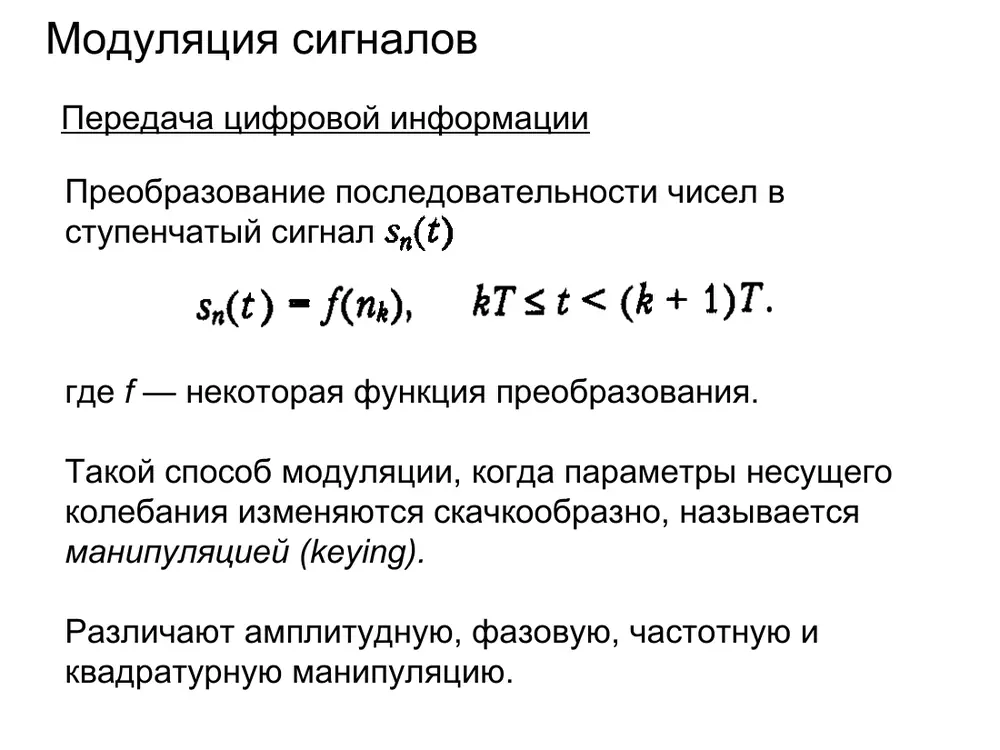 Модуляция сигналов
Передача цифровой информации
Преобразование последовательности чисел в
ступенчатый сигнал sₙ(t)
sₙ(t) = f(nₖ), kT ≤ t < (k + 1)T.
где f — некоторая функция преобразования.
Такой способ модуляции, когда параметры несущего
колебания изменяются скачкообразно, называется
манипуляцией (keying).
Различают амплитудную, фазовую, частотную и
квадратурную манипуляцию.